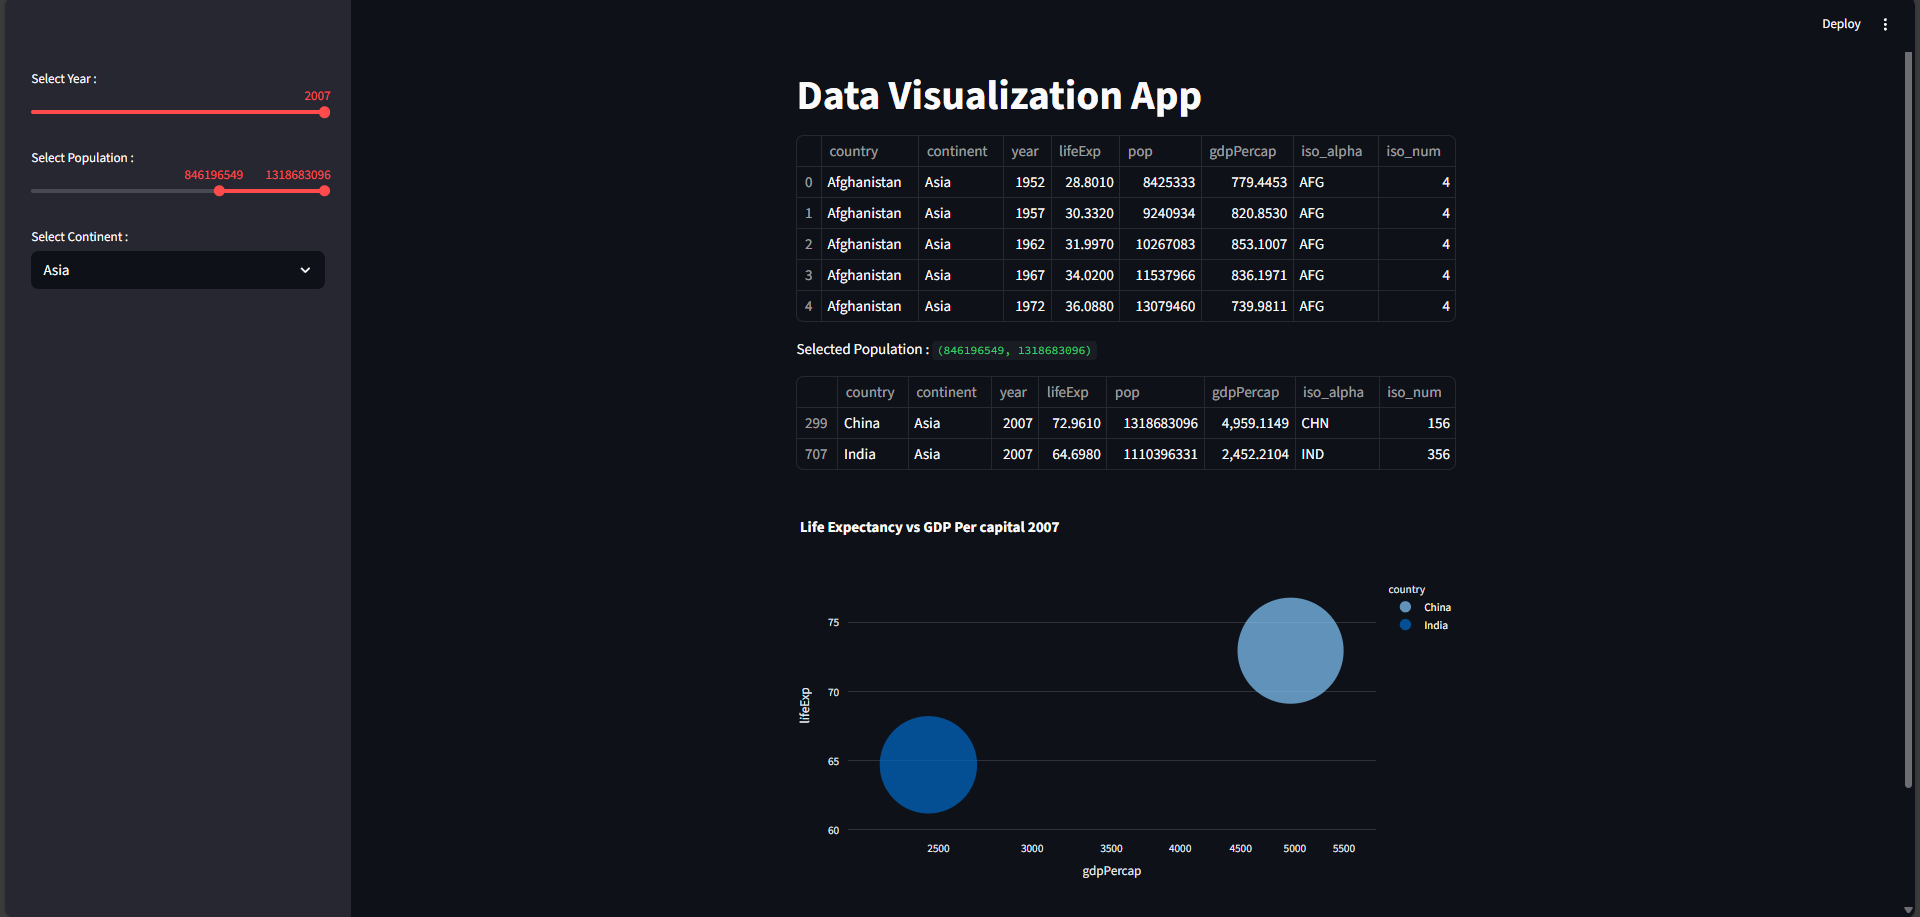 Deploy
Select Year :
2007
Select Population :
846196549 1318683096
Select Continent :
Asia
Data Visualization App
country continent year lifeExp pop gdpPercap iso_alpha iso_num
0 Afghanistan Asia 1952 28.8010 8425333 779.4453 AFG 4
1 Afghanistan Asia 1957 30.3320 9240934 820.8530 AFG 4
2 Afghanistan Asia 1962 31.9970 10267083 853.1007 AFG 4
3 Afghanistan Asia 1967 34.0200 11537966 836.1971 AFG 4
4 Afghanistan Asia 1972 36.0880 13079460 739.9811 AFG 4
Selected Population : (846196549, 1318683096)
country continent year lifeExp pop gdpPercap iso_alpha iso_num
299 China Asia 2007 72.9610 1318683096 4,959.1149 CHN 156
707 India Asia 2007 64.6980 1110396331 2,452.2104 IND 356
Life Expectancy vs GDP Per capital 2007
country
China
India
75
70
65
60
lifeExp
2500 3000 3500 4000 4500 5000 5500
gdpPercap